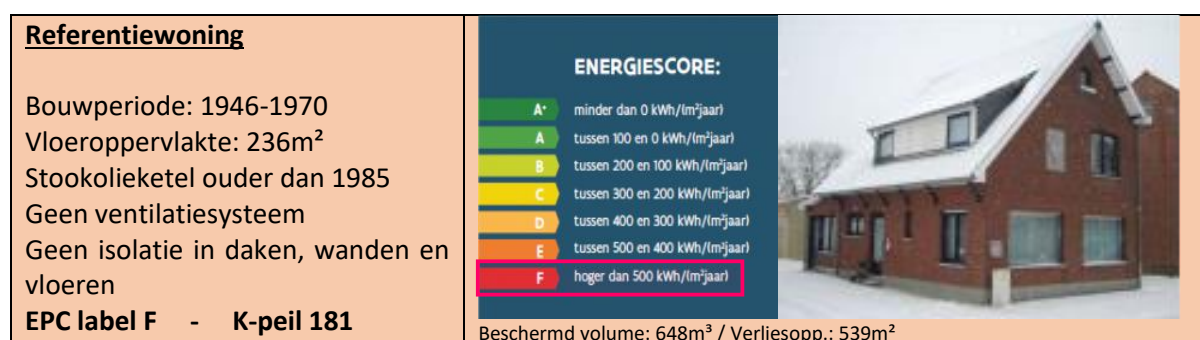 Referentiewoning
Bouwperiode: 1946-1970
Vloeroppervlakte: 236m²
Stookolieketel ouder dan 1985
Geen ventilatiesysteem
Geen isolatie in daken, wanden en
vloeren
EPC label F - K-peil 181
ENERGIESCORE:
A+ minder dan 0 kWh/(m²jaar)
A tussen 100 en 0 kWh/(m²jaar)
B tussen 200 en 100 kWh/(m²jaar)
C tussen 300 en 200 kWh/(m²jaar)
D tussen 400 en 300 kWh/(m²jaar)
E tussen 500 en 400 kWh/(m²jaar)
F hoger dan 500 kWh/(m²jaar)
Beschermd volume: 648m³ / Verliesopp.: 539m²